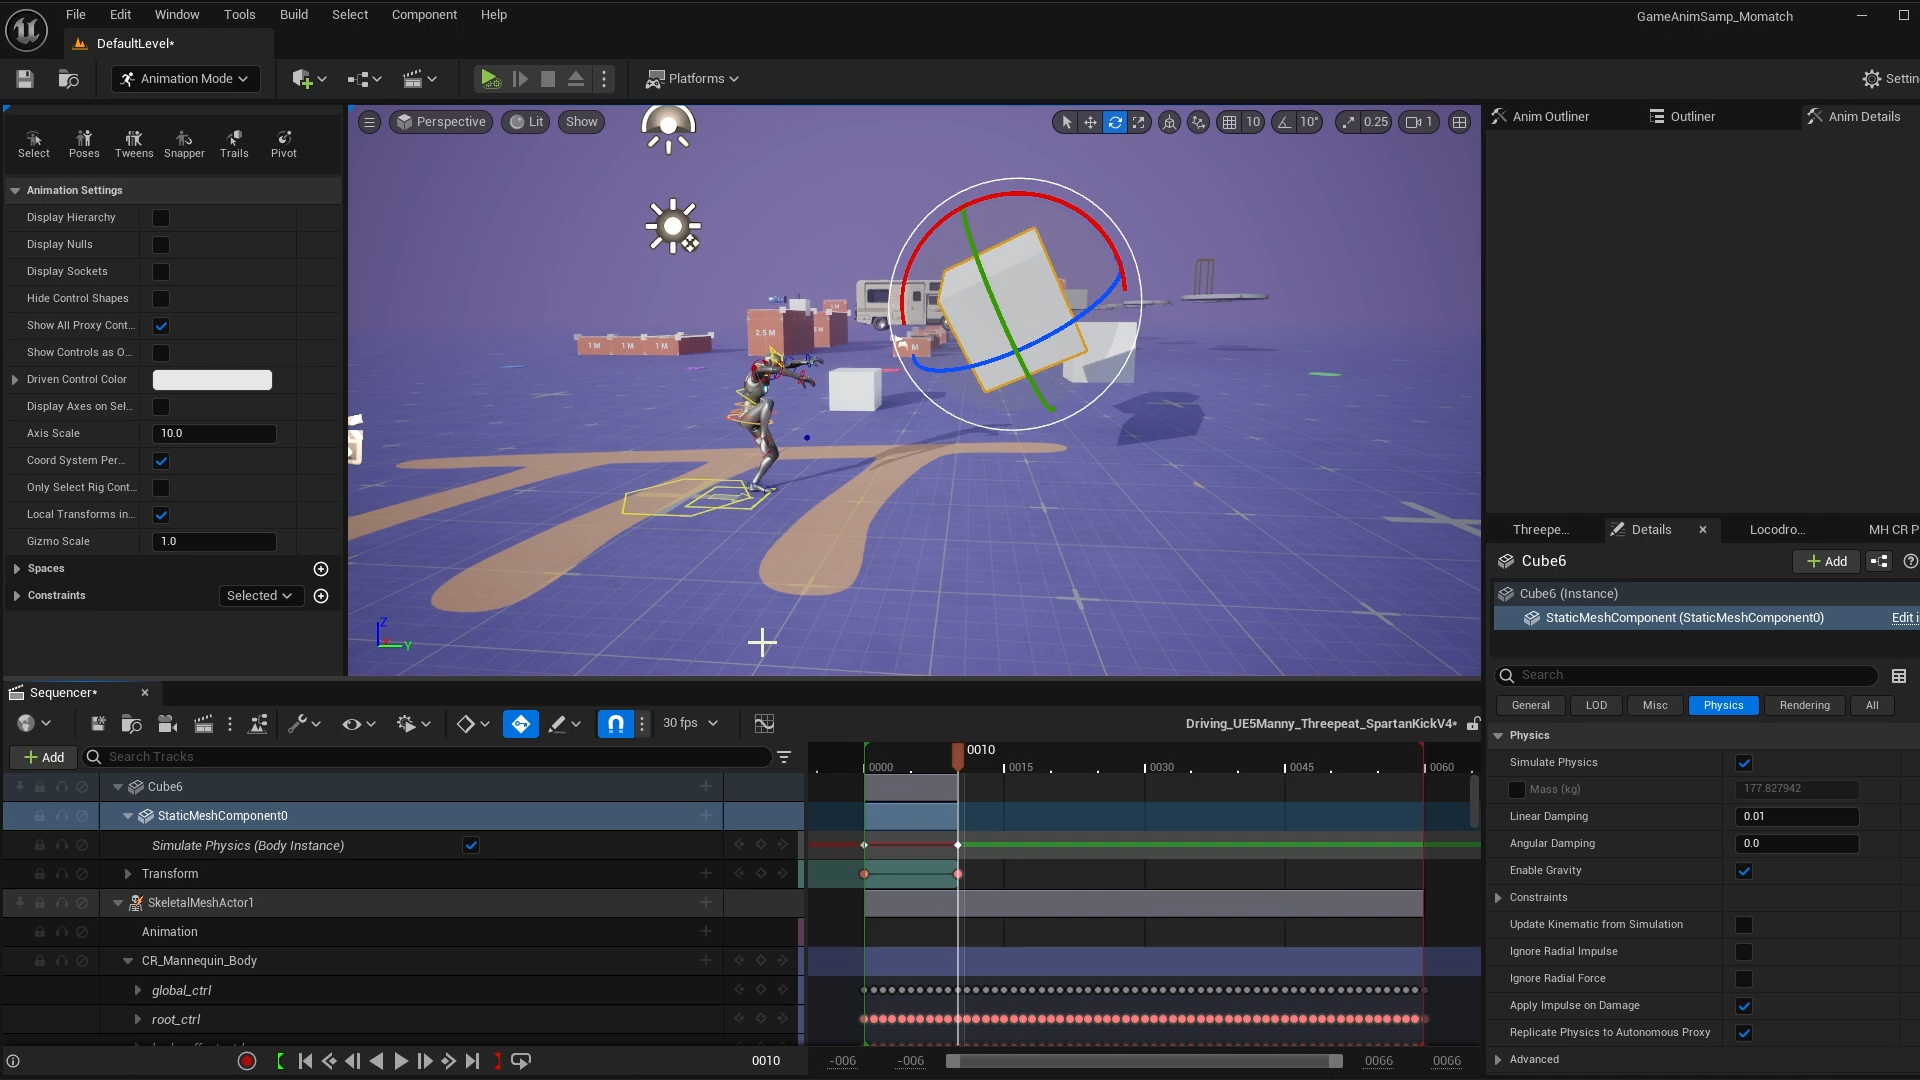 File Edit Window Tools Build Select Component Help
GameAnimSamp_Momatch
DefaultLevel*
Animation Mode
Platforms
Settin
Select Poses Tweens Snapper Trails Pivot
Animation Settings
Display Hierarchy
Display Nulls
Display Sockets
Hide Control Shapes
Show All Proxy Cont...
Show Controls as O...
Driven Control Color
Display Axes on Sel...
Axis Scale 10.0
Coord System Per...
Only Select Rig Cont...
Local Transforms in...
Gizmo Scale 1.0
Spaces
Constraints Selected
Perspective Lit Show
10 10° 0.25 1
2.5 M
1 M 1 M 1 M
Z
Y
Anim Outliner Outliner Anim Details
Threepe... Details Locodro... MH CR P
Cube6 Add
Cube6 (Instance)
StaticMeshComponent (StaticMeshComponent0) Edit i
Search
General LOD Misc Physics Rendering All
Physics
Simulate Physics
Mass (kg) 177.827942
Linear Damping 0.01
Angular Damping 0.0
Enable Gravity
Constraints
Update Kinematic from Simulation
Ignore Radial Impulse
Ignore Radial Force
Apply Impulse on Damage
Replicate Physics to Autonomous Proxy
Advanced
Sequencer*
30 fps
Driving_UE5Manny_Threepeat_SpartanKickV4*
Add Search Tracks
0010
0000 0015 0030 0045 0060
Cube6
StaticMeshComponent0
Simulate Physics (Body Instance)
Transform
SkeletalMeshActor1
Animation
CR_Mannequin_Body
global_ctrl
root_ctrl
0010 -006 -006 0066 0066